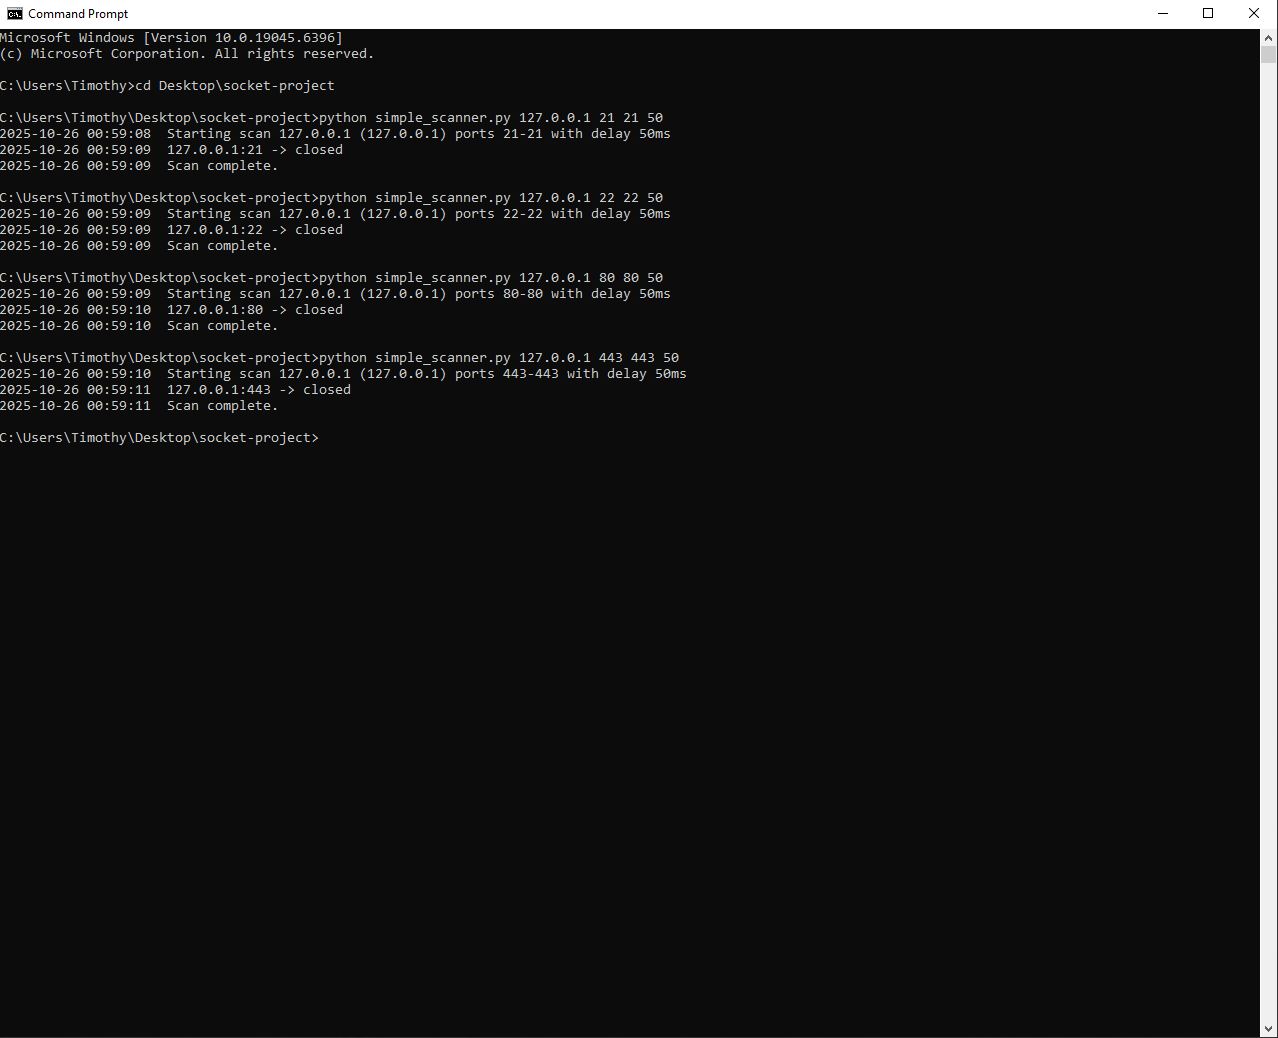 Command Prompt
Microsoft Windows [Version 10.0.19045.6396]
(c) Microsoft Corporation. All rights reserved.
C:\Users\Timothy>cd Desktop\socket-project
C:\Users\Timothy\Desktop\socket-project>python simple_scanner.py 127.0.0.1 21 21 50
2025-10-26 00:59:08  Starting scan 127.0.0.1 (127.0.0.1) ports 21-21 with delay 50ms
2025-10-26 00:59:09  127.0.0.1:21 -> closed
2025-10-26 00:59:09  Scan complete.
C:\Users\Timothy\Desktop\socket-project>python simple_scanner.py 127.0.0.1 22 22 50
2025-10-26 00:59:09  Starting scan 127.0.0.1 (127.0.0.1) ports 22-22 with delay 50ms
2025-10-26 00:59:09  127.0.0.1:22 -> closed
2025-10-26 00:59:09  Scan complete.
C:\Users\Timothy\Desktop\socket-project>python simple_scanner.py 127.0.0.1 80 80 50
2025-10-26 00:59:09  Starting scan 127.0.0.1 (127.0.0.1) ports 80-80 with delay 50ms
2025-10-26 00:59:10  127.0.0.1:80 -> closed
2025-10-26 00:59:10  Scan complete.
C:\Users\Timothy\Desktop\socket-project>python simple_scanner.py 127.0.0.1 443 443 50
2025-10-26 00:59:10  Starting scan 127.0.0.1 (127.0.0.1) ports 443-443 with delay 50ms
2025-10-26 00:59:11  127.0.0.1:443 -> closed
2025-10-26 00:59:11  Scan complete.
C:\Users\Timothy\Desktop\socket-project>